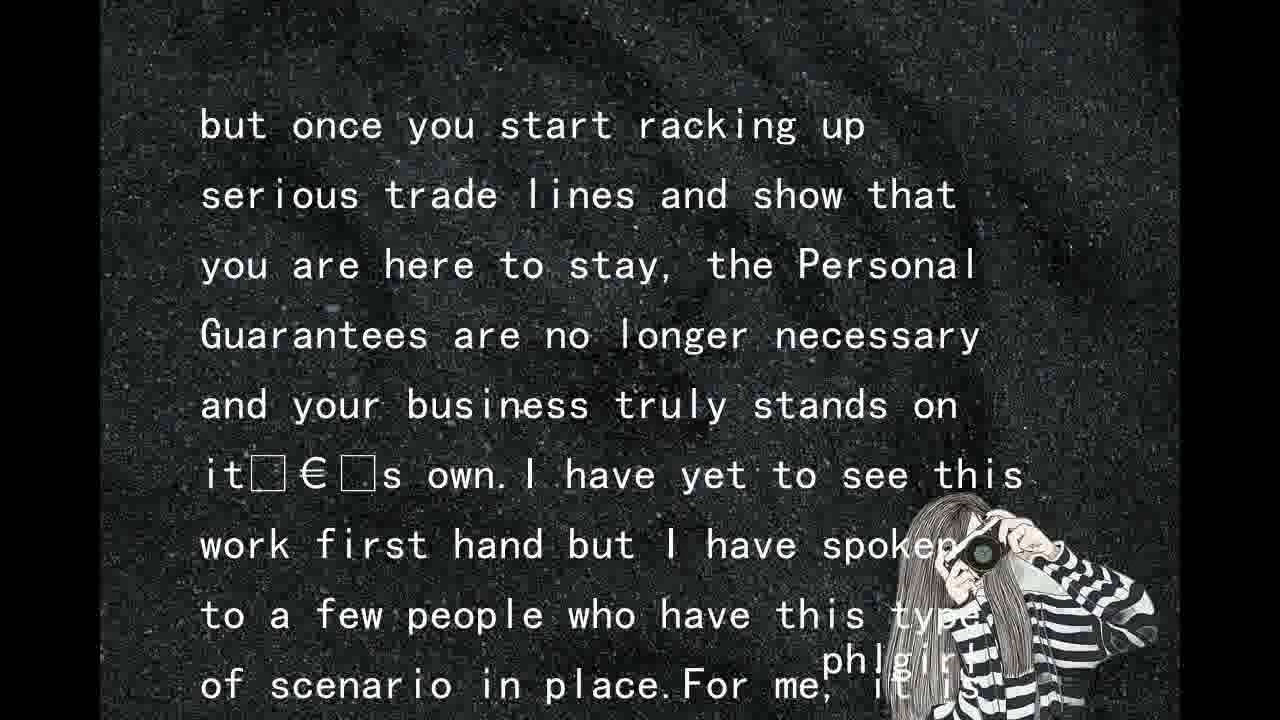 but once you start racking up
serious trade lines and show that
you are here to stay, the Personal
Guarantees are no longer necessary
and your business truly stands on
it□€□s own.I have yet to see this
work first hand but I have spoken
to a few people who have this type
phlgirl
of scenario in place.For me, it is